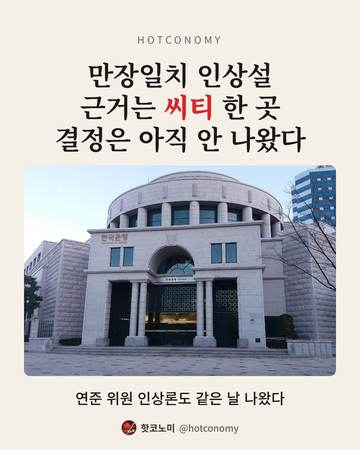 HOTCONOMY
만장일치 인상설
근거는 씨티 한 곳
결정은 아직 안 나왔다
한국은행
연준 위원 인상론도 같은 날 나왔다
핫코노미 @hotconomy